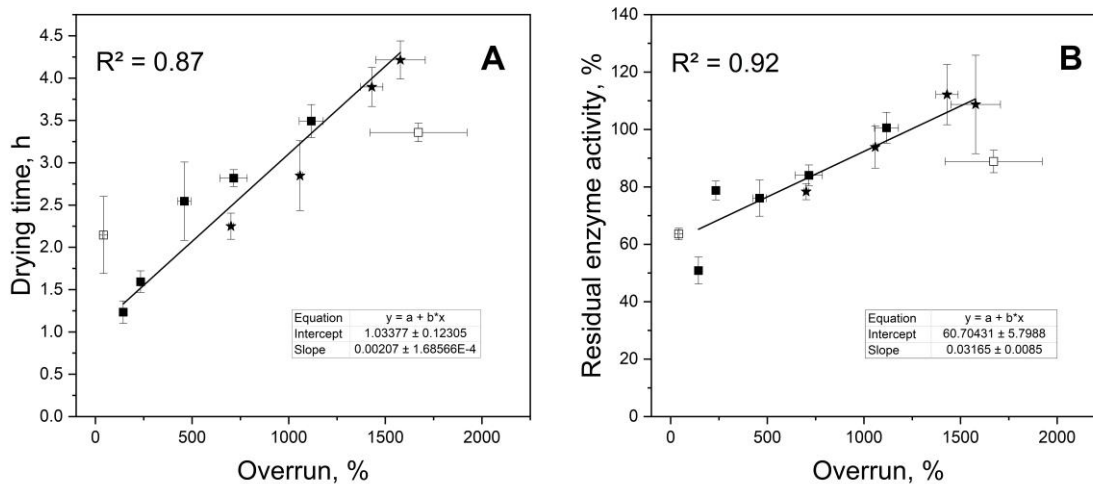 R² = 0.87
A
Drying time, h
4.5
4.0
3.5
3.0
2.5
2.0
1.5
1.0
0.5
0.0
Equation y = a + b*x
Intercept 1.03377 ± 0.12305
Slope 0.00207 ± 1.68566E-4
0 500 1000 1500 2000
Overrun, %
R² = 0.92
B
Residual enzyme activity, %
140
120
100
80
60
40
20
0
Equation y = a + b*x
Intercept 60.70431 ± 5.7988
Slope 0.03165 ± 0.0085
0 500 1000 1500 2000
Overrun, %